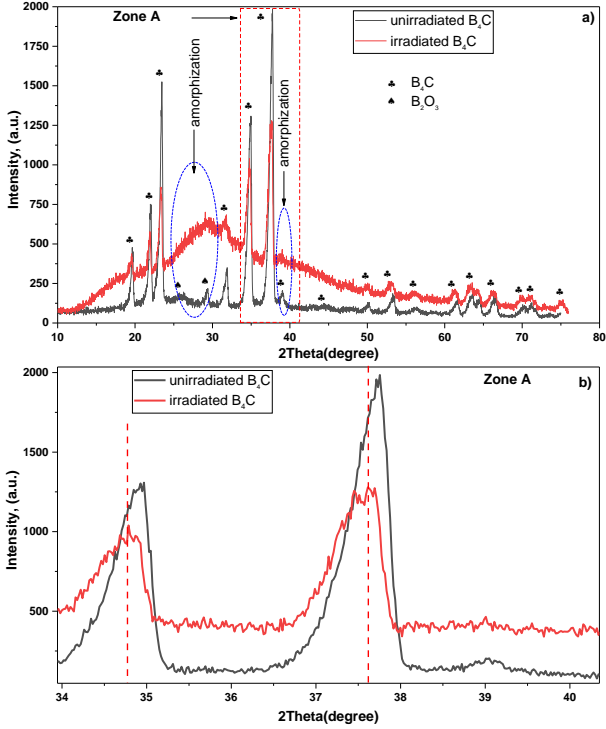 Zone A
a)
unirradiated B₄C
irradiated B₄C
♣ B₄C
♠ B₂O₃
amorphization
amorphization
Intensity, (a.u.)
2000
1750
1500
1250
1000
750
500
250
0
10 20 30 40 50 60 70 80
2Theta(degree)
unirradiated B₄C
irradiated B₄C
Zone A
b)
Intensity, (a.u.)
2000
1500
1000
500
34 35 36 37 38 39 40
2Theta(degree)